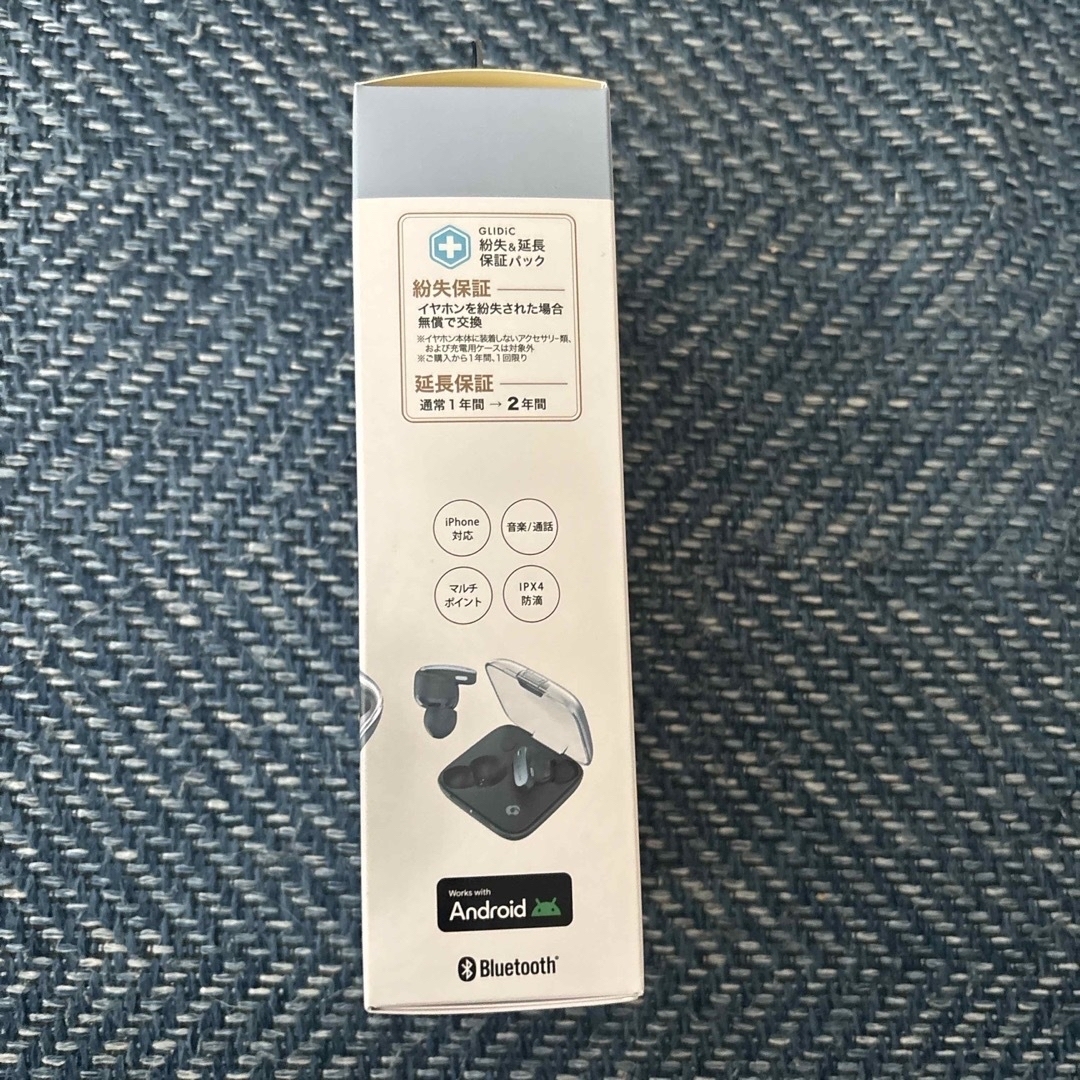 GLIDiC
紛失&延長
保証パック
紛失保証
イヤホンを紛失された場合
無償で交換
※イヤホン本体に装着しないアクセサリー類、
および充電用ケースは対象外
※ご購入から1年間、1回限り
延長保証
通常1年間 → 2年間
iPhone
対応
音楽/通話
マルチ
ポイント
IPX4
防滴
Works with
Android
Bluetooth®